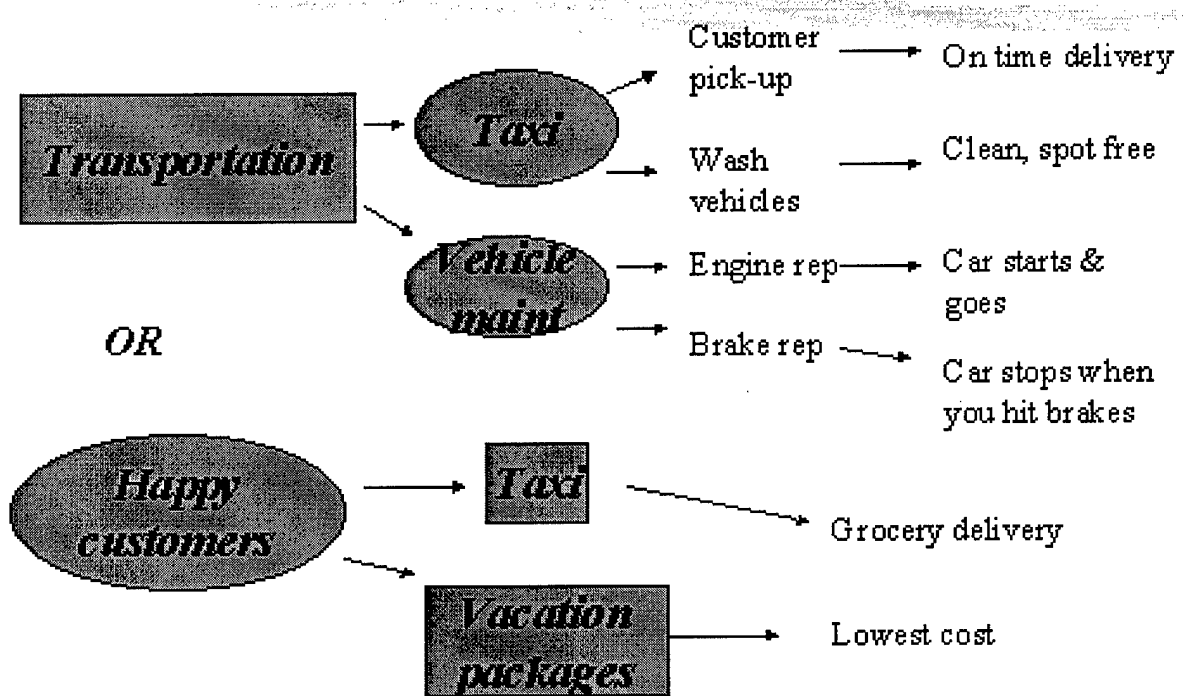 Customer
pick-up
On time delivery
Transportation
Taxi
Wash
vehicles
Clean, spot free
Vehicle
maint
Engine rep
Car starts &
goes
Brake rep
Car stops when
you hit brakes
OR
Happy
customers
Taxi
Grocery delivery
Vacation
packages
Lowest cost